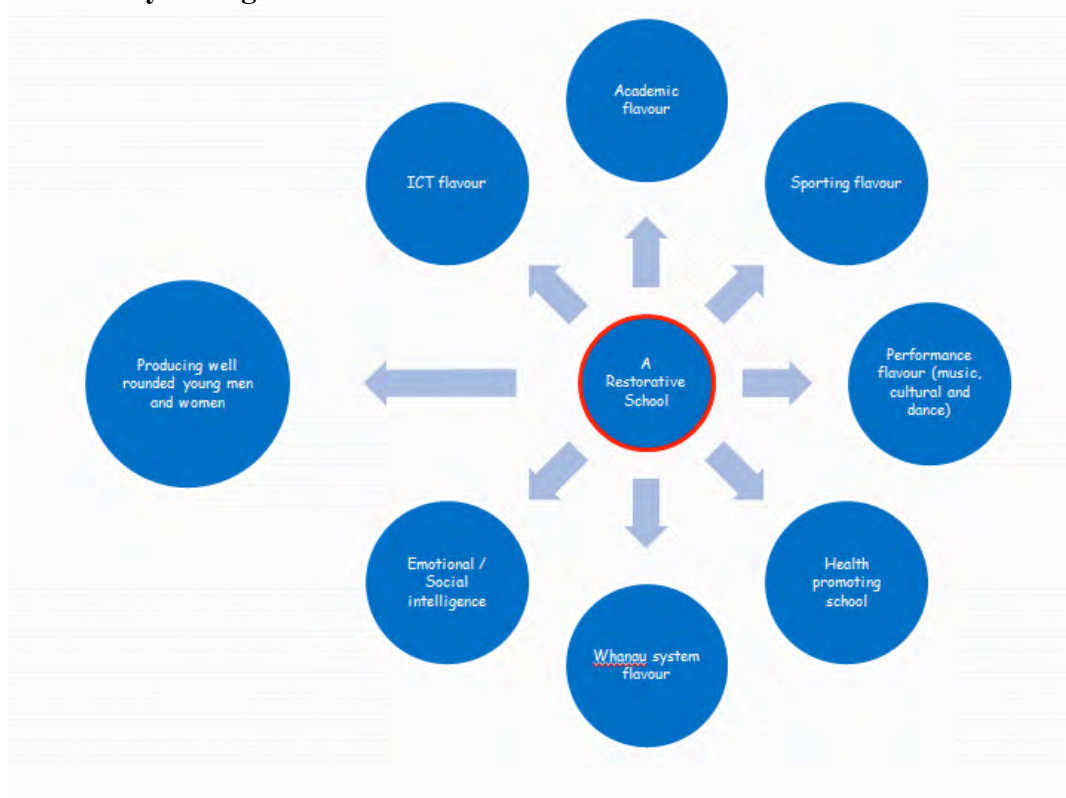 Academic
flavour
ICT flavour
Sporting flavour
Producing well
rounded young men
and women
A
Restorative
School
Performance
flavour (music,
cultural and
dance)
Emotional /
Social
intelligence
Health
promoting
school
Whanau system
flavour